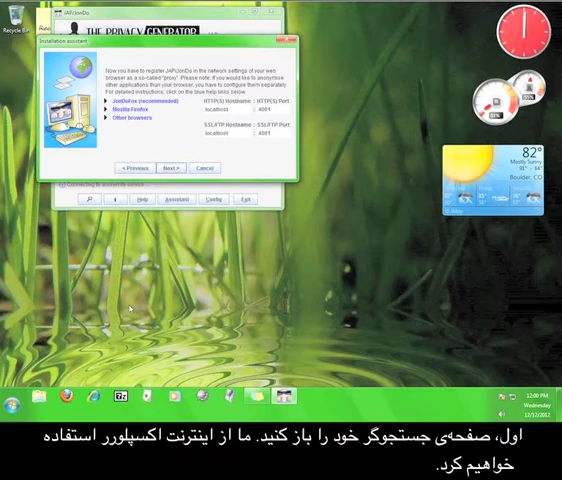 Recycle Bin
JAP/JonDo
THE PRIVACY GENERATOR
Installation assistent
Now you have to register JAP/JonDo in the network settings of your web
browser as a so-called "proxy". Please note: If you would like to anonymise
other applications than your browser, you have to configure them separately.
For detailed instructions, click on the blue help links below.
JonDoFox (recommended)
Mozilla Firefox
Other browsers
HTTP(S) Hostname : HTTP(S) Port
localhost : 4001
SSL/FTP Hostname : SSL/FTP Port
localhost : 4001
< Previous
Next >
Cancel
Help
Assistant
Config
Exit
82°
Mostly Sunny
91° - 64°
Boulder, CO
12:00 PM
Wednesday
12/12/2012
اول، صفحه‌ی جستجوگر خود را باز کنید. ما از اینترنت اکسپلورر استفاده
خواهیم کرد.